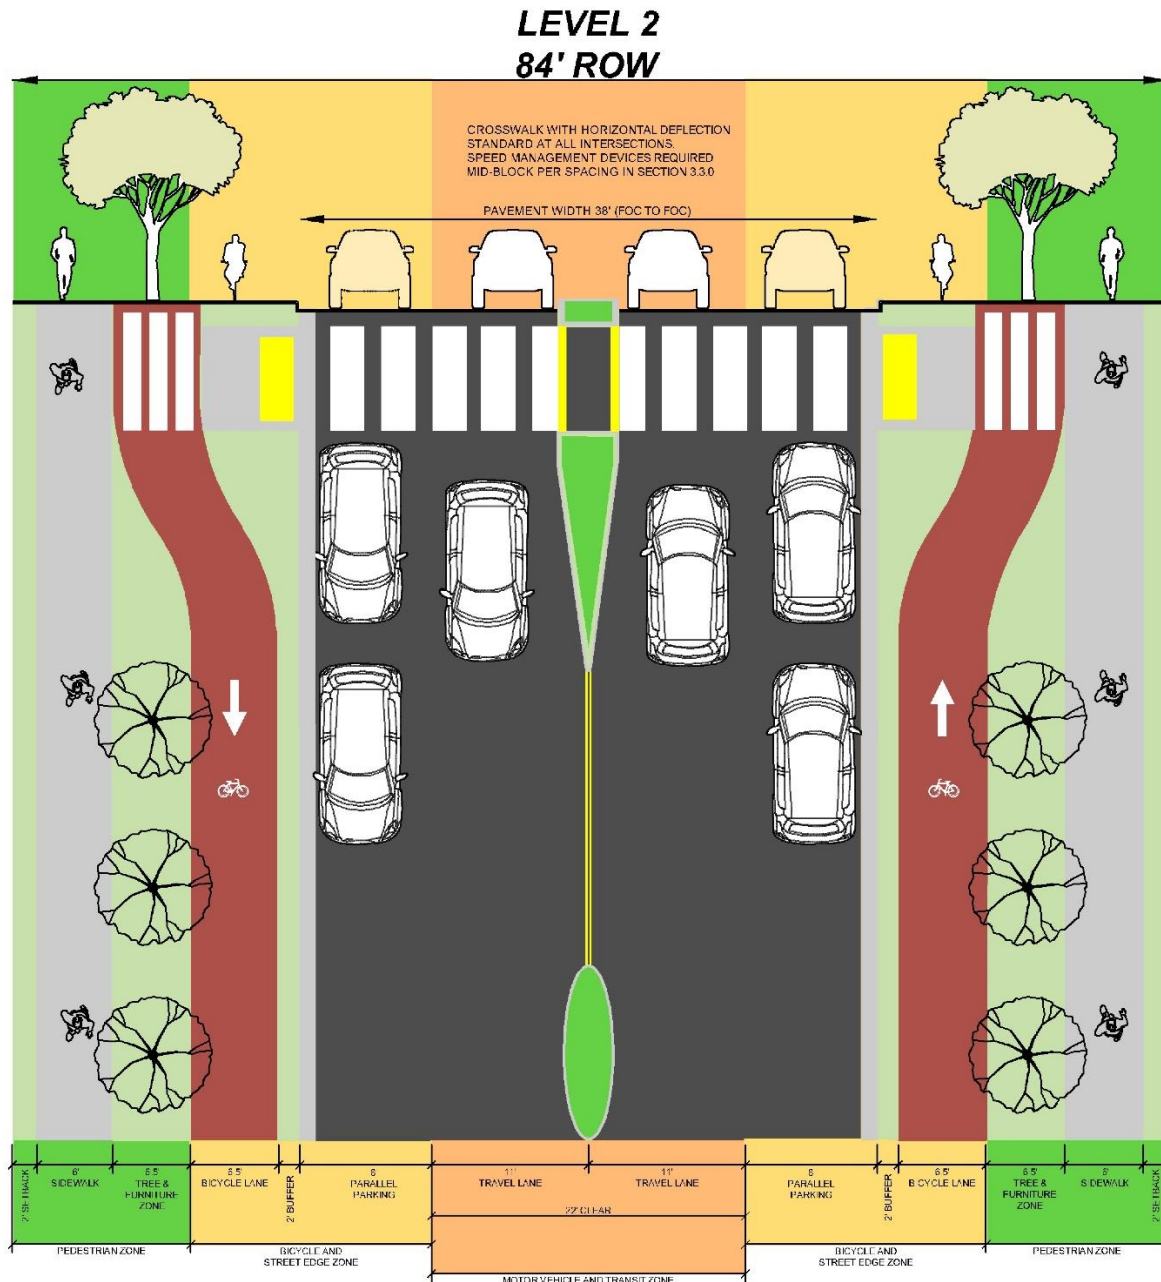 LEVEL 2
84' ROW
CROSSWALK WITH HORIZONTAL DEFLECTION
STANDARD AT ALL INTERSECTIONS.
SPEED MANAGEMENT DEVICES REQUIRED
MID-BLOCK PER SPACING IN SECTION 3.3.0
PAVEMENT WIDTH 38' (FOC TO FOC)
2' SETBACK
6'
SIDEWALK
6.5'
TREE &
FURNITURE
ZONE
6.5'
BICYCLE LANE
2' BUFFER
8
PARALLEL
PARKING
11'
TRAVEL LANE
11'
TRAVEL LANE
22' CLEAR
8
PARALLEL
PARKING
2' BUFFER
6.5'
BICYCLE LANE
6.5'
TREE &
FURNITURE
ZONE
6'
SIDEWALK
2' SETBACK
PEDESTRIAN ZONE
BICYCLE AND
STREET EDGE ZONE
MOTOR VEHICLE AND TRANSIT ZONE
BICYCLE AND
STREET EDGE ZONE
PEDESTRIAN ZONE